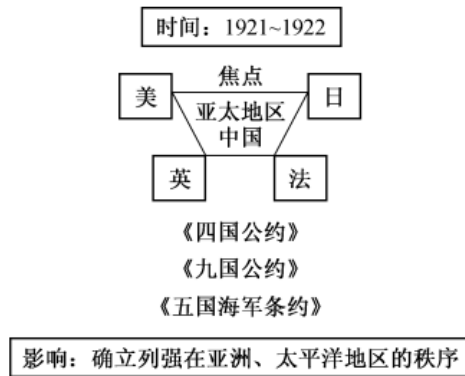 时间：1921~1922
焦点
美
日
亚太地区
中国
英
法
《四国公约》
《九国公约》
《五国海军条约》
影响：确立列强在亚洲、太平洋地区的秩序